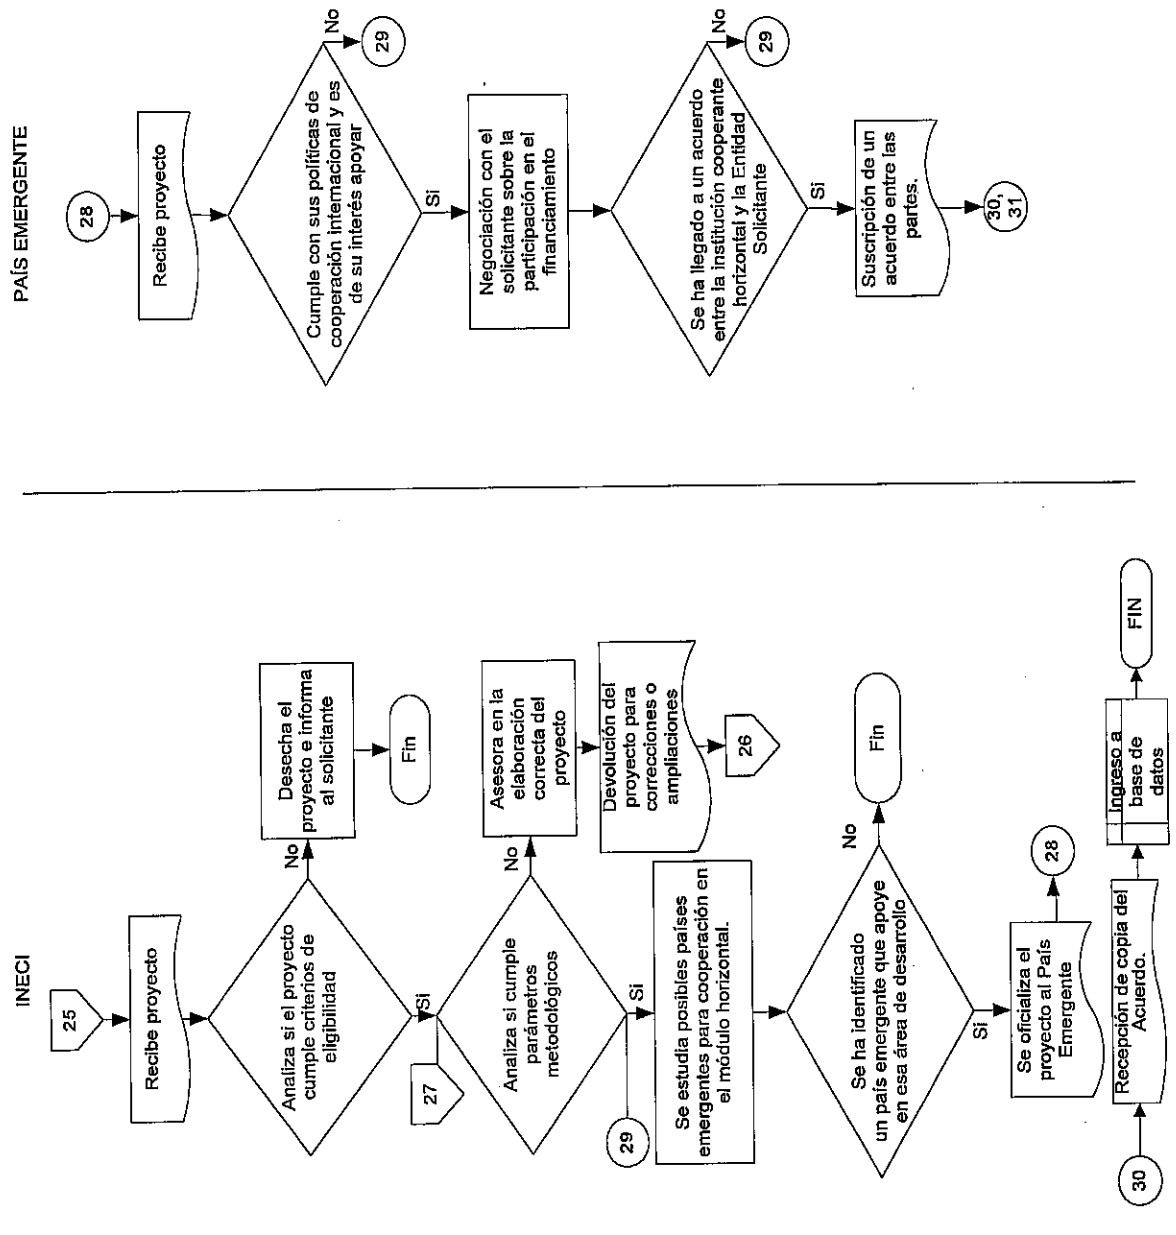 INECI
25
Recibe proyecto
Analiza si el proyecto
cumple criterios de
eligibilidad
No
Desecha el
proyecto e informa
al solicitante
Fin
Si
27
Analiza si cumple
parámetros
metodológicos
No
Asesora en la
elaboración
correcta del
proyecto
Devolución del
proyecto para
correcciones o
ampliaciones
26
Si
29
Se estudia posibles países
emergentes para cooperación en
el módulo horizontal.
Se ha identificado
un país emergente que apoye
en esa área de desarrollo
No
Fin
Si
Se oficializa el
proyecto al País
Emergente
28
30
Recepción de copia del
Acuerdo.
Ingreso a
base de
datos
FIN
PAÍS EMERGENTE
28
Recibe proyecto
Cumple con sus políticas de
cooperación internacional y es
de su interés apoyar
No
29
Si
Negociación con el
solicitante sobre la
participación en el
financiamiento
Se ha llegado a un acuerdo
entre la institución cooperante
horizontal y la Entidad
Solicitante
No
29
Si
Suscripción de un
acuerdo entre las
partes.
30,
31